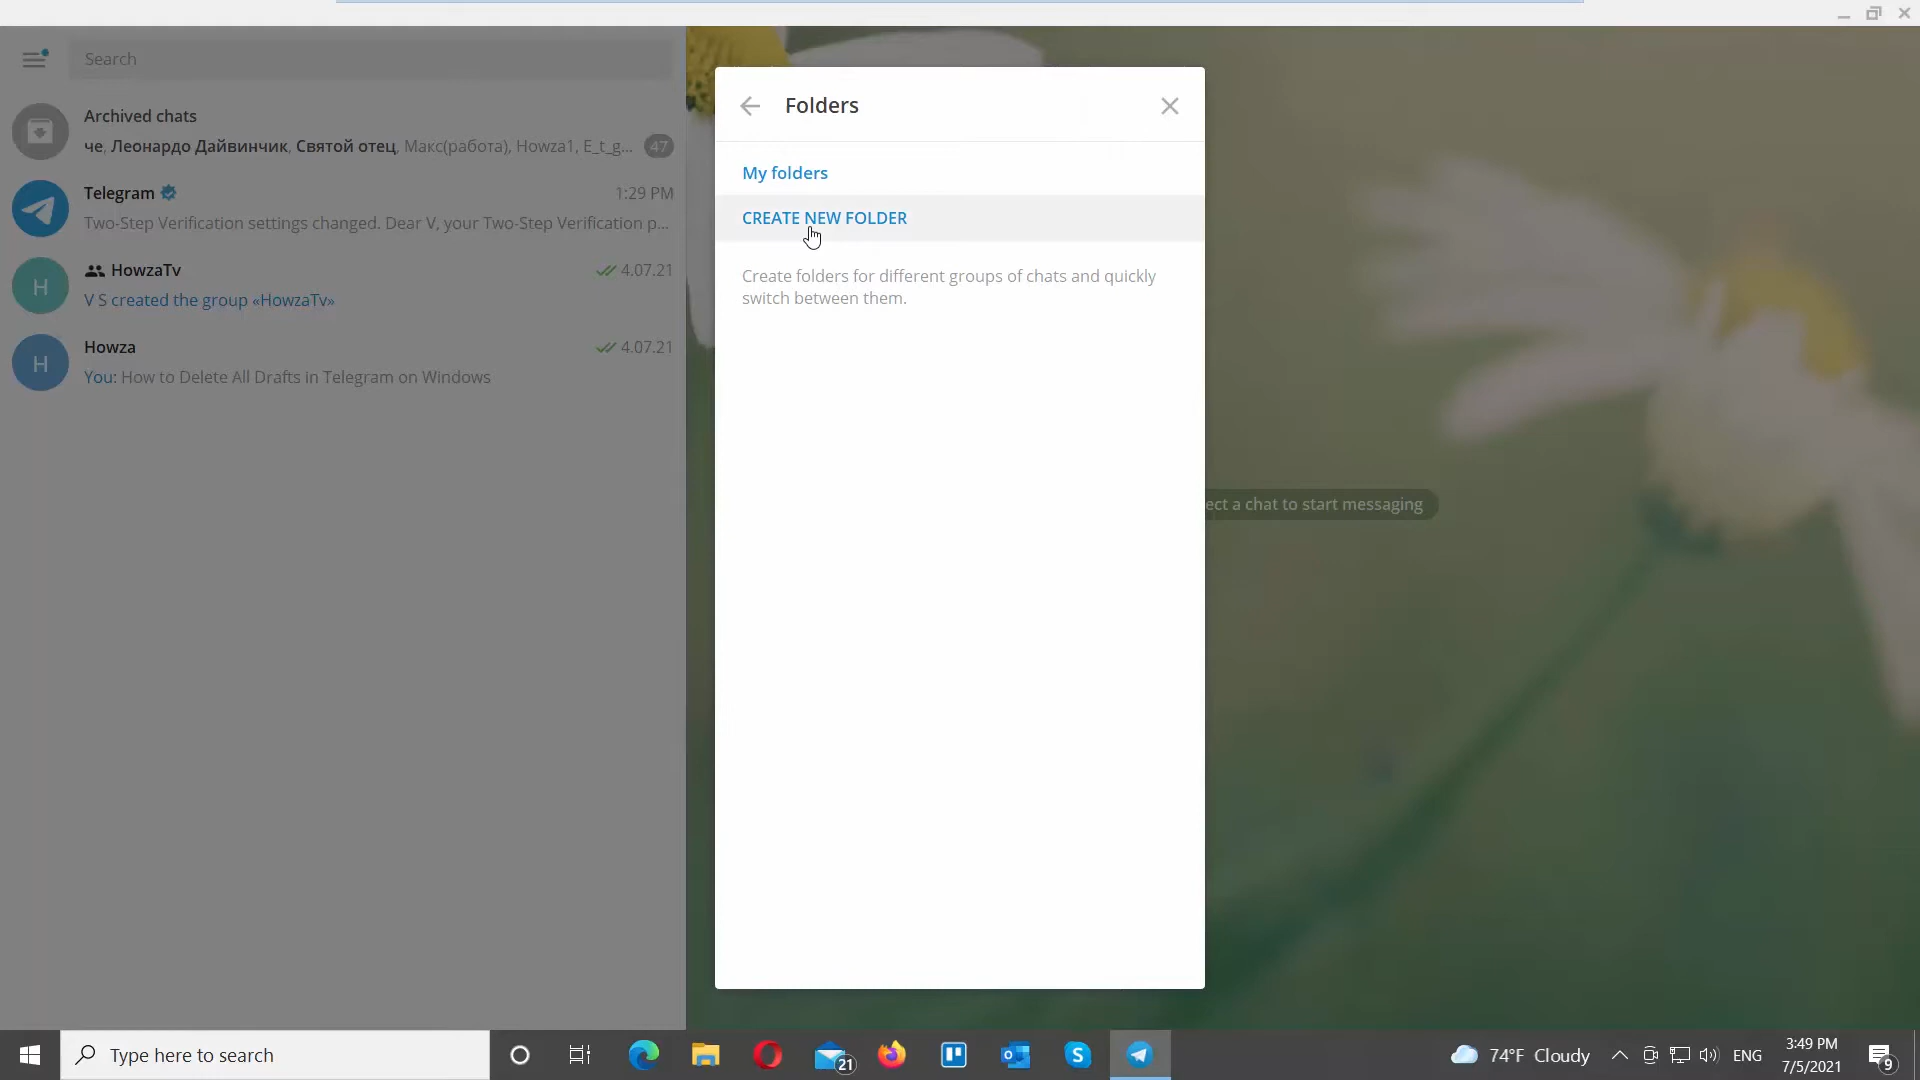 Search
Archived chats
че, Леонардо Дайвинчик, Святой отец, Макс(работа), Howza1, E_t_g... 47
Telegram 1:29 PM
Two-Step Verification settings changed. Dear V, your Two-Step Verification p...
H
HowzaTv 4.07.21
V S created the group «HowzaTv»
H
Howza 4.07.21
You: How to Delete All Drafts in Telegram on Windows
Folders
My folders
CREATE NEW FOLDER
Create folders for different groups of chats and quickly
switch between them.
ect a chat to start messaging
Type here to search
21
74°F Cloudy
ENG
3:49 PM
7/5/2021
9